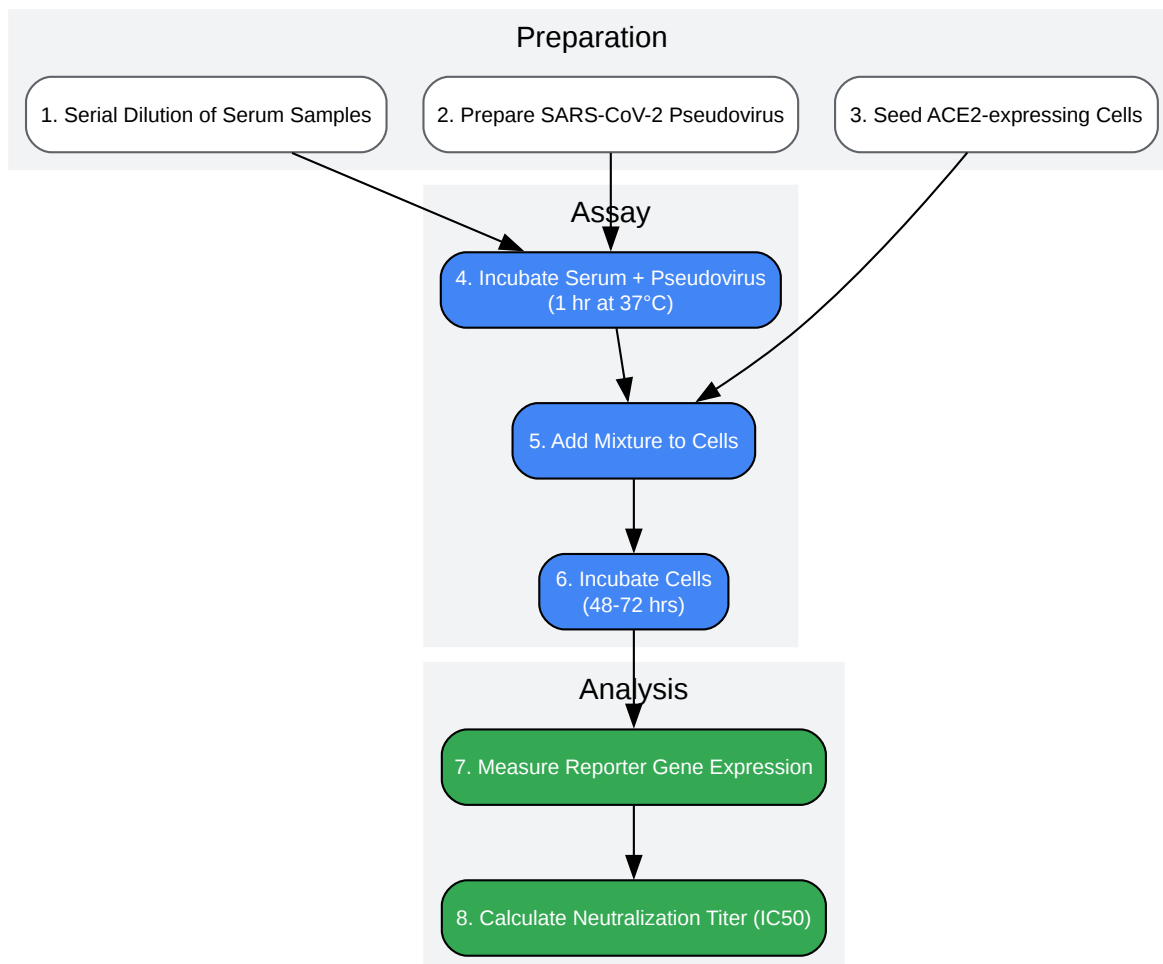 Preparation
1. Serial Dilution of Serum Samples
2. Prepare SARS-CoV-2 Pseudovirus
3. Seed ACE2-expressing Cells
Assay
4. Incubate Serum + Pseudovirus
(1 hr at 37°C)
5. Add Mixture to Cells
6. Incubate Cells
(48-72 hrs)
Analysis
7. Measure Reporter Gene Expression
8. Calculate Neutralization Titer (IC50)